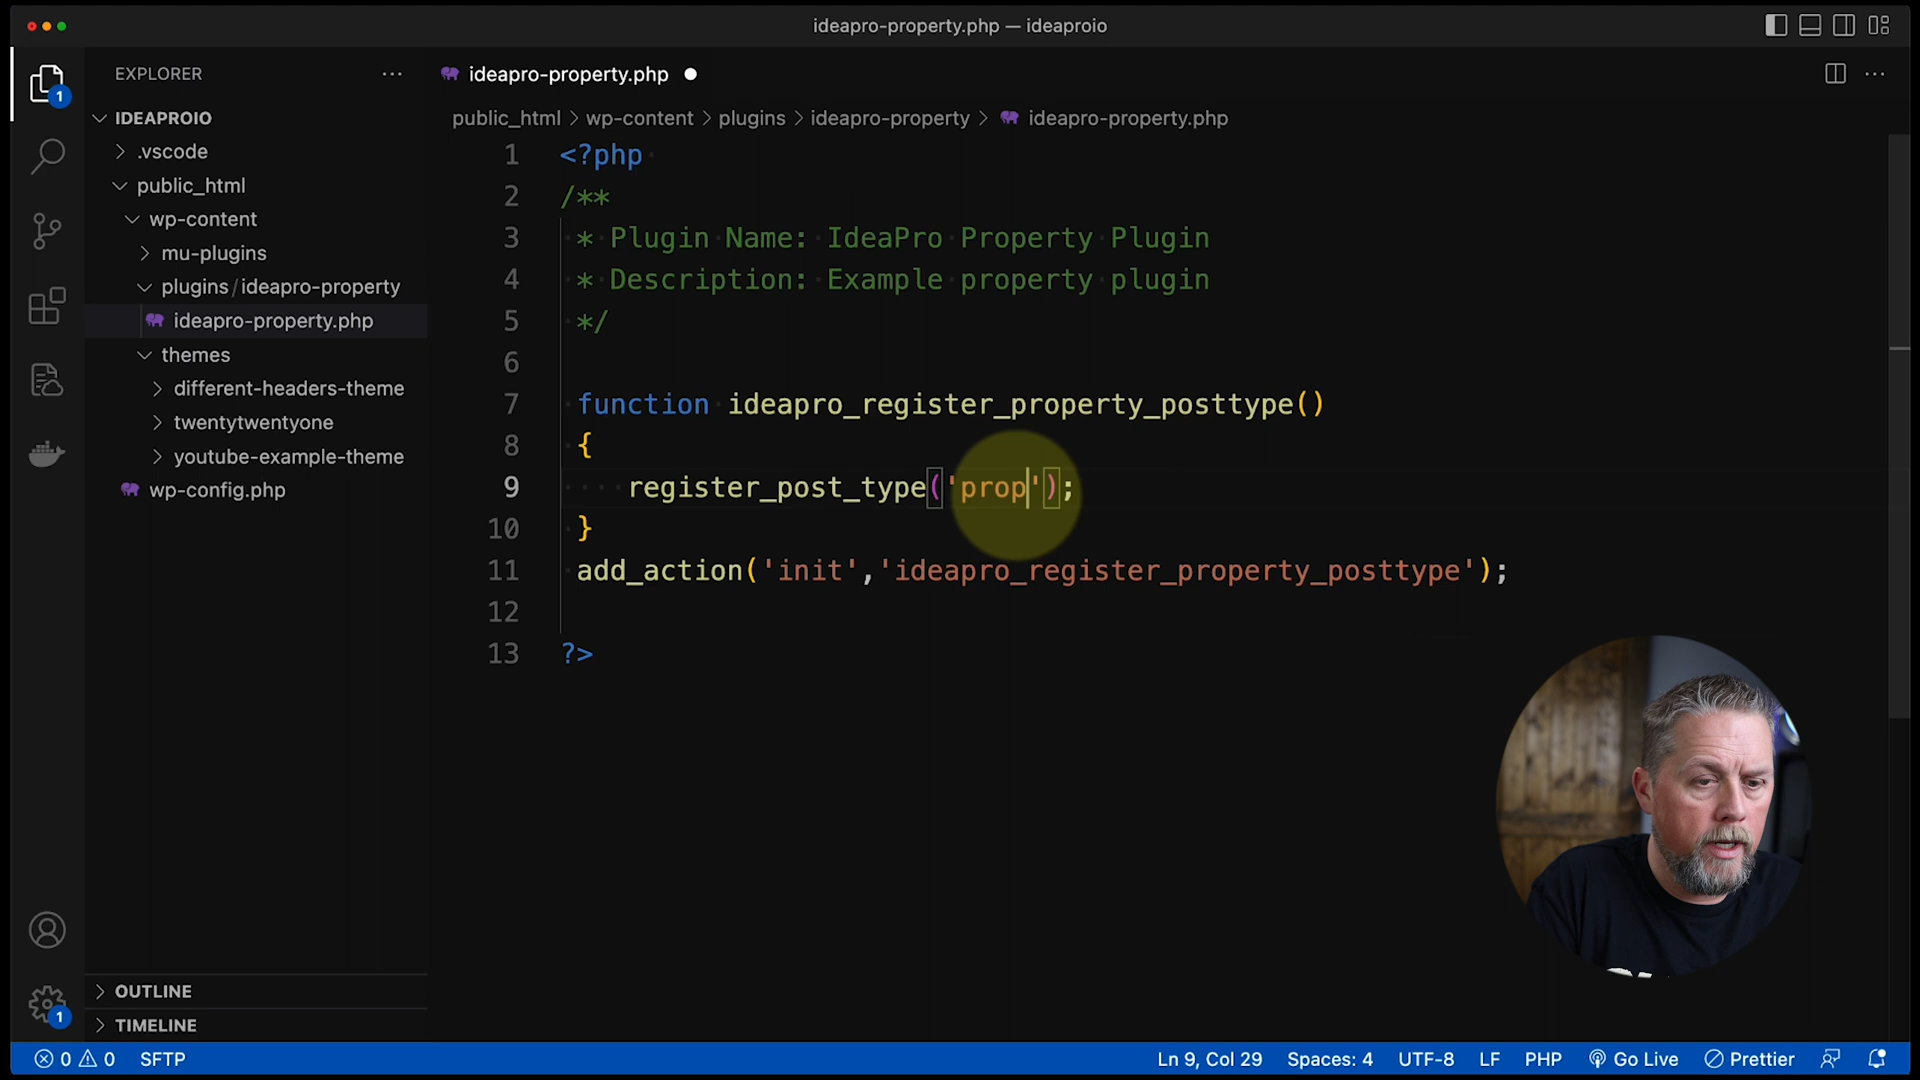 ideapro-property.php — ideaproio
EXPLORER
ideapro-property.php
IDEAPROIO
public_html > wp-content > plugins > ideapro-property > ideapro-property.php
.vscode
public_html
wp-content
mu-plugins
plugins/ideapro-property
ideapro-property.php
themes
different-headers-theme
twentytwentyone
youtube-example-theme
wp-config.php
1 <?php
2 /**
3 * Plugin Name: IdeaPro Property Plugin
4 * Description: Example property plugin
5 */
6
7 function ideapro_register_property_posttype()
8 {
9 register_post_type('prop');
10 }
11 add_action('init','ideapro_register_property_posttype');
12
13 ?>
1
1
OUTLINE
TIMELINE
0 0 SFTP Ln 9, Col 29 Spaces: 4 UTF-8 LF PHP Go Live Prettier